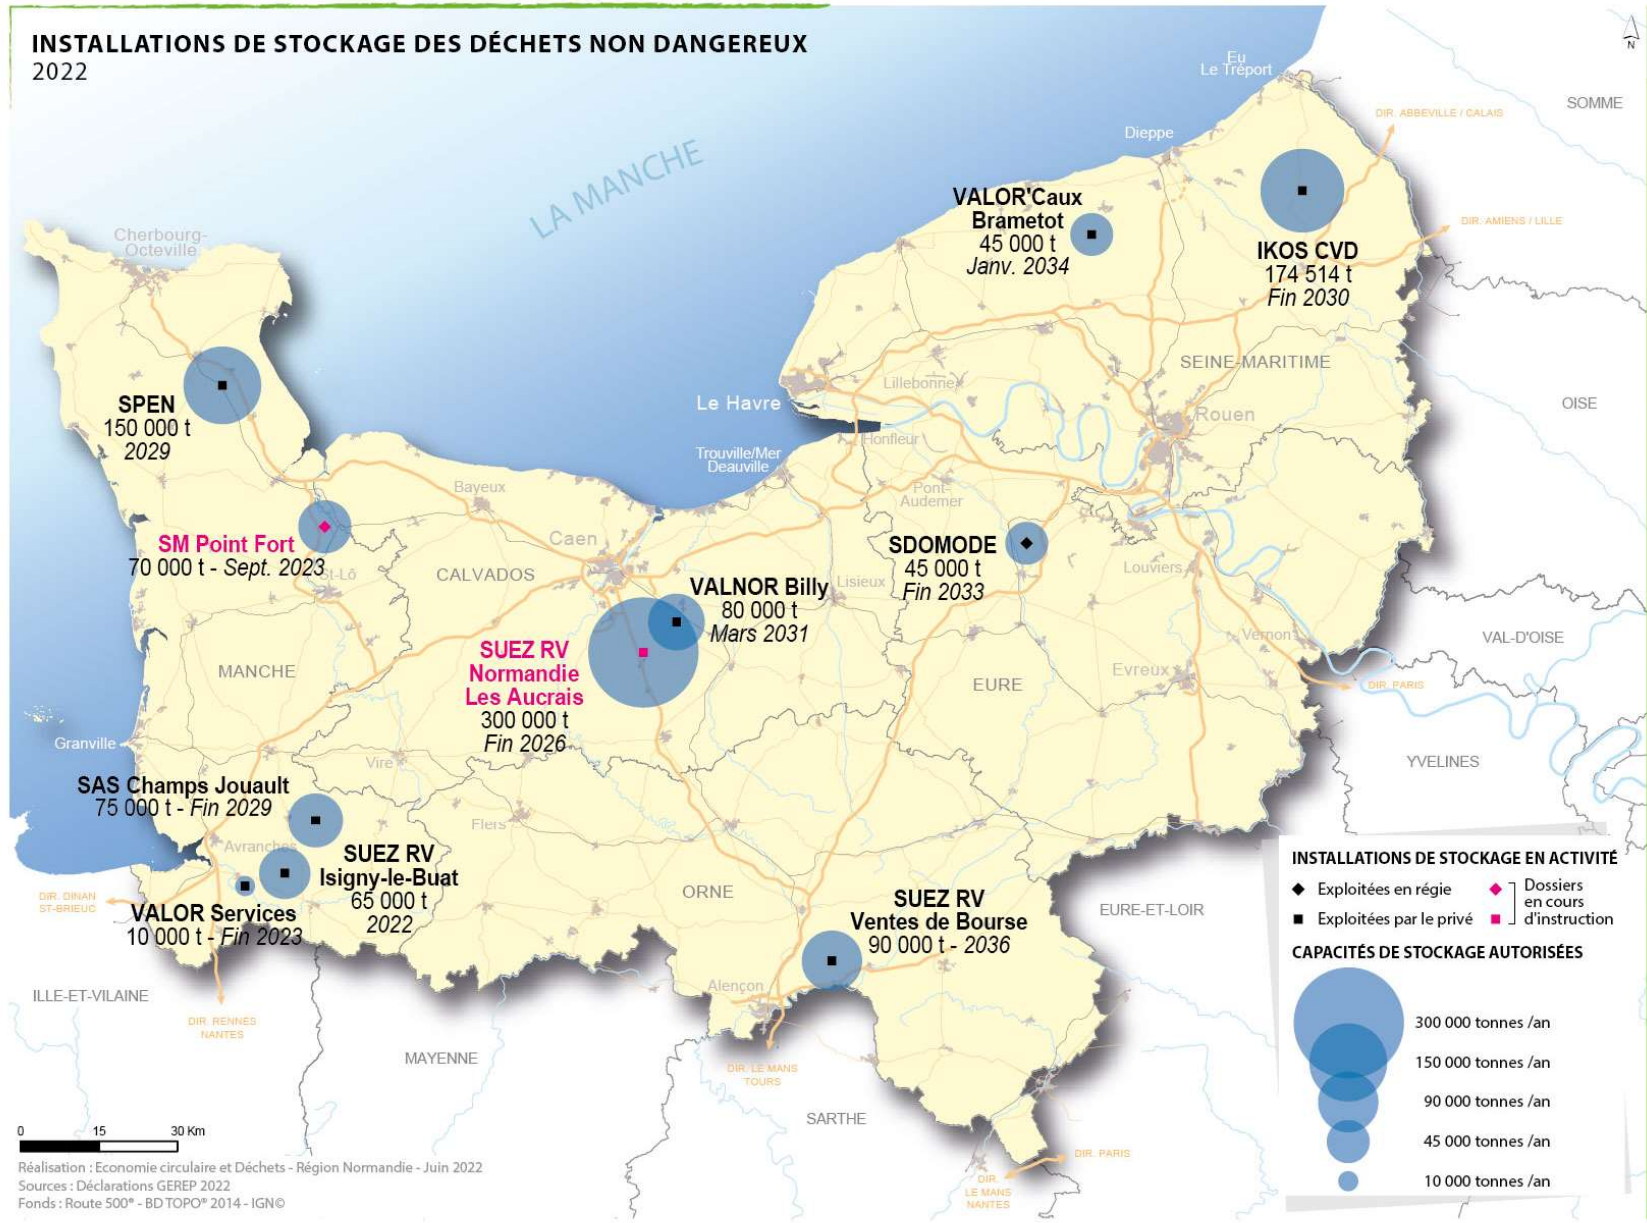 INSTALLATIONS DE STOCKAGE DES DÉCHETS NON DANGEREUX
2022
N
LA MANCHE
Eu
Le Tréport
SOMME
DIR. ABBEVILLE / CALAIS
Dieppe
DIR. AMIENS / LILLE
VALOR'Caux
Brametot
45 000 t
Janv. 2034
IKOS CVD
174 514 t
Fin 2030
Cherbourg-
Octeville
SEINE-MARITIME
Lillebonne
Le Havre
OISE
Rouen
SPEN
150 000 t
2029
Honfleur
Trouville/Mer
Deauville
Pont-
Audemer
Bayeux
SM Point Fort
70 000 t - Sept. 2023
St-Lô
Caen
CALVADOS
SDOMODE
45 000 t
Fin 2033
Louviers
Lisieux
VALNOR Billy
80 000 t
Mars 2031
Vernon
VAL-D'OISE
SUEZ RV
Normandie
Les Aucrais
300 000 t
Fin 2026
MANCHE
EURE
Evreux
DIR. PARIS
Granville
Vire
YVELINES
SAS Champs Jouault
75 000 t - Fin 2029
Flers
Avranches
SUEZ RV
Isigny-le-Buat
65 000 t
2022
DIR. DINAN
ST-BRIEUC
VALOR Services
10 000 t - Fin 2023
ORNE
SUEZ RV
Ventes de Bourse
90 000 t - 2036
EURE-ET-LOIR
Alençon
ILLE-ET-VILAINE
DIR. RENNES
NANTES
MAYENNE
DIR. LE MANS
TOURS
SARTHE
DIR. PARIS
DIR.
LE MANS
NANTES
INSTALLATIONS DE STOCKAGE EN ACTIVITÉ
Exploitées en régie
Exploitées par le privé
Dossiers
en cours
d'instruction
CAPACITÉS DE STOCKAGE AUTORISÉES
300 000 tonnes /an
150 000 tonnes /an
90 000 tonnes /an
45 000 tonnes /an
10 000 tonnes /an
0 15 30 Km
Réalisation : Economie circulaire et Déchets - Région Normandie - Juin 2022
Sources : Déclarations GEREP 2022
Fonds : Route 500® - BD TOPO® 2014 - IGN©